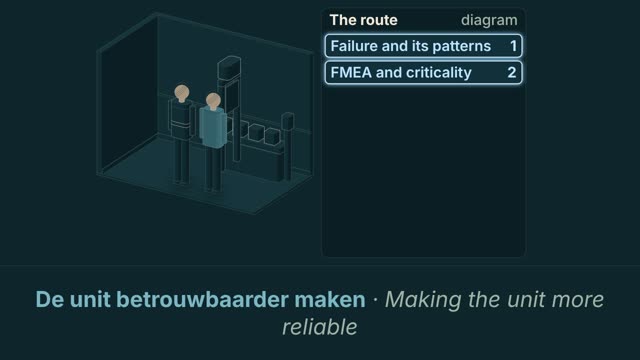 The route diagram
Failure and its patterns 1
FMEA and criticality 2
De unit betrouwbaarder maken · Making the unit more
reliable